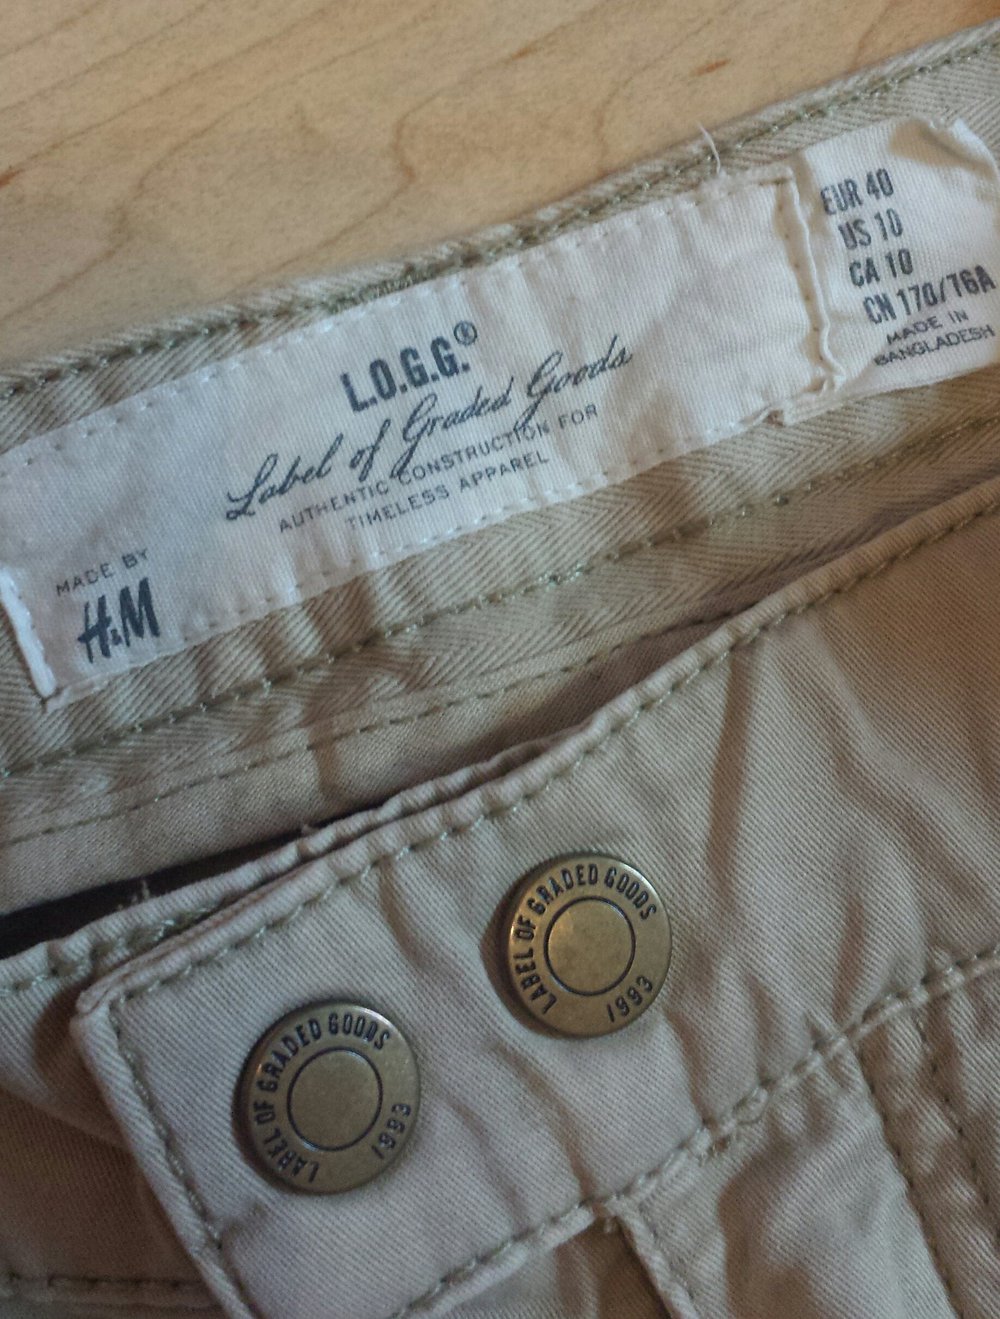 L.O.G.G.®
Label of Graded Goods
AUTHENTIC CONSTRUCTION FOR
TIMELESS APPAREL
MADE BY
H&M
EUR 40
US 10
CA 10
CN 170/76A
MADE IN
BANGLADESH
LABEL OF GRADED GOODS
1993
LABEL OF GRADED GOODS
1993